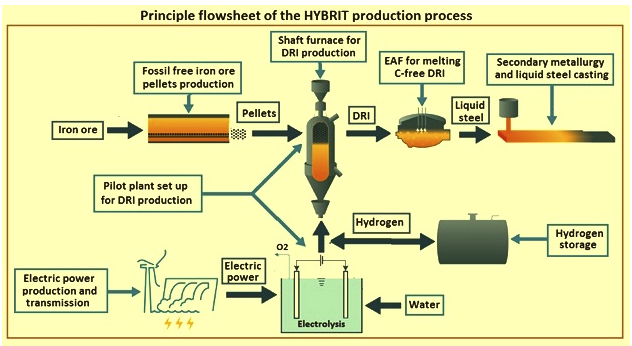 Principle flowsheet of the HYBRIT production process
Shaft furnace for
DRI production
EAF for melting
C-free DRI
Secondary metallurgy
and liquid steel casting
Fossil free iron ore
pellets production
Iron ore
Pellets
DRI
Liquid
steel
Pilot plant set up
for DRI production
Hydrogen
Hydrogen
storage
O2
Electric power
production and
transmission
Electric
power
Water
Electrolysis